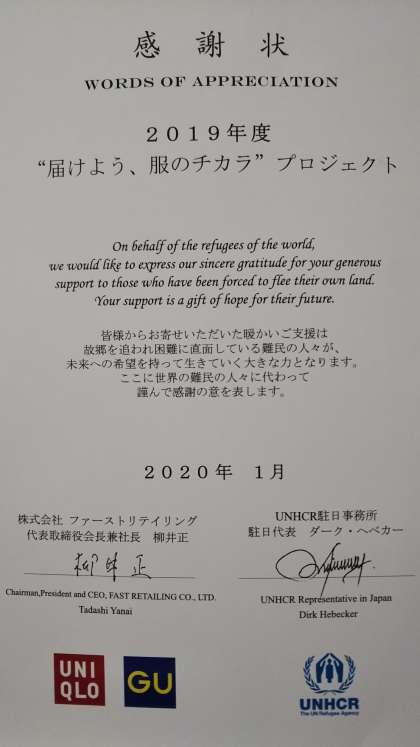 感謝状
WORDS OF APPRECIATION
2019年度
“届けよう、服のチカラ”プロジェクト
On behalf of the refugees of the world,
we would like to express our sincere gratitude for your generous
support to those who have been forced to flee their own land.
Your support is a gift of hope for their future.
皆様からお寄せいただいた暖かいご支援は
故郷を追われ困難に直面している難民の人々が、
未来への希望を持って生きていく大きな力となります。
ここに世界の難民の人々に代わって
謹んで感謝の意を表します。
2020年 1月
株式会社 ファーストリテイリング
代表取締役会長兼社長 柳井正
柳井正
Chairman,President and CEO, FAST RETAILING CO., LTD.
Tadashi Yanai
UNHCR駐日事務所
駐日代表 ダーク・ヘベカー
UNHCR Representative in Japan
Dirk Hebecker
UNI
QLO
GU
UNHCR
The UN Refugee Agency